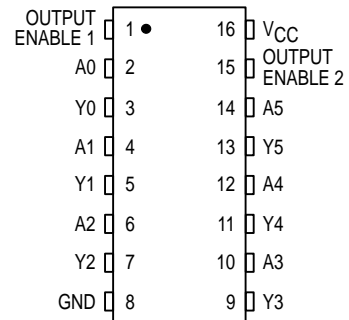 OUTPUT
ENABLE 1 1 16 VCC
A0 2 15 OUTPUT
ENABLE 2
Y0 3 14 A5
A1 4 13 Y5
Y1 5 12 A4
A2 6 11 Y4
Y2 7 10 A3
GND 8 9 Y3